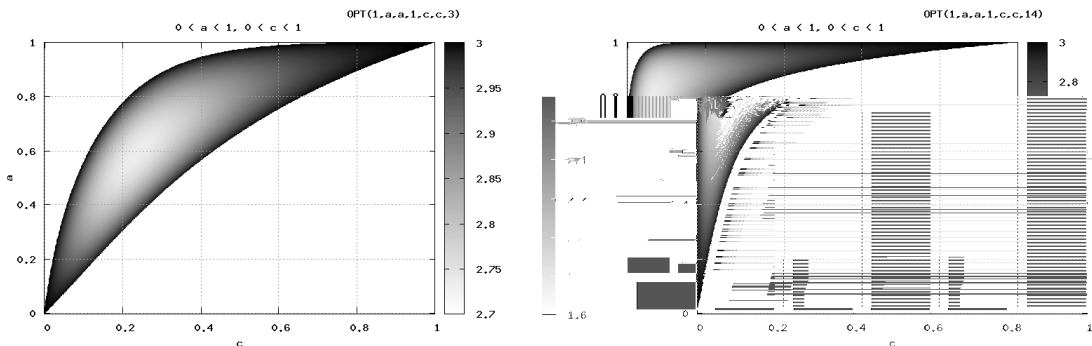 OPT(1,a,a,1,c,c,3)
0 < a < 1, 0 < c < 1
1
0.8
0.6
0.4
0.2
0
a
0 0.2 0.4 0.6 0.8 1
c
3
2.95
2.9
2.85
2.8
2.75
2.7
OPT(1,a,a,1,c,c,14)
0 < a < 1, 0 < c < 1
1
3
2.8
1.6
0
0 0.2 0.4 0.6 0.8 1
c